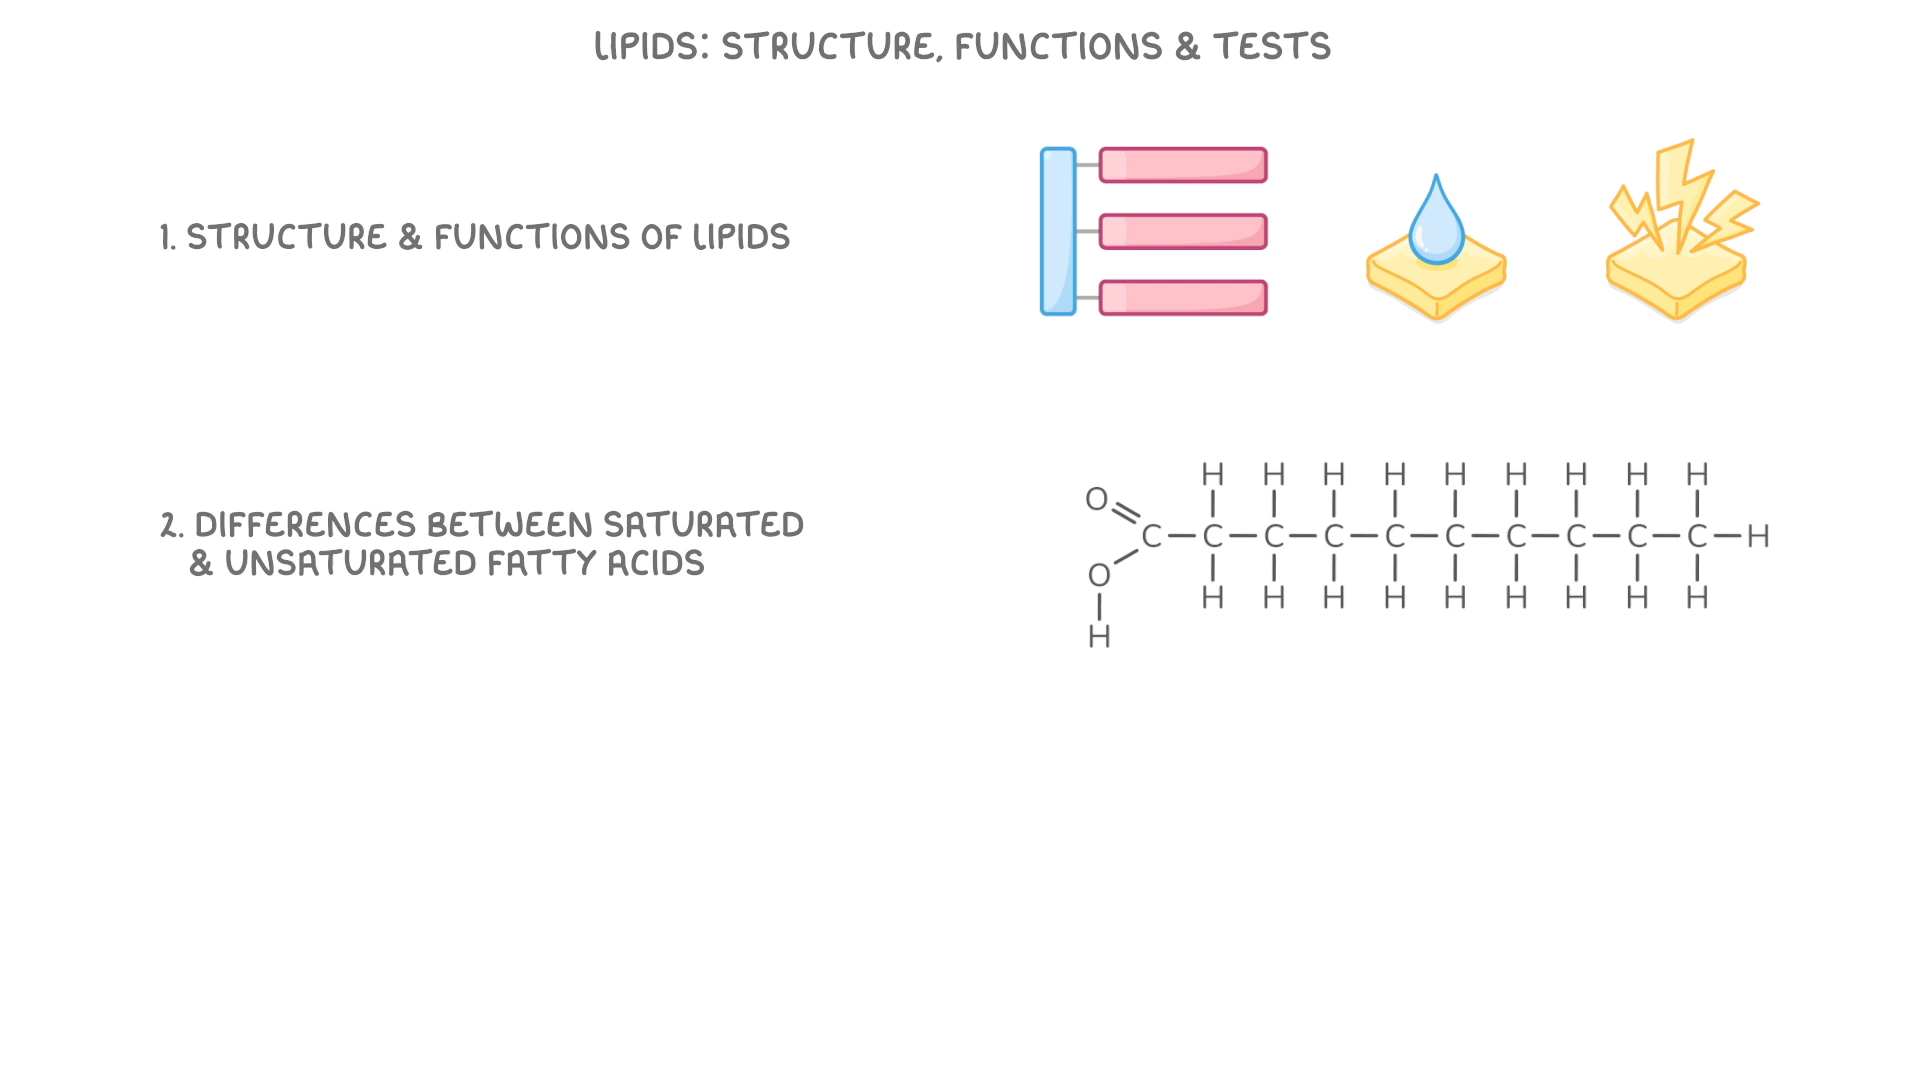 LIPIDS: STRUCTURE, FUNCTIONS & TESTS
1. STRUCTURE & FUNCTIONS OF LIPIDS
2. DIFFERENCES BETWEEN SATURATED
& UNSATURATED FATTY ACIDS
H H H H H H H H H
O
C C C C C C C C C C H
O
H H H H H H H H H
H